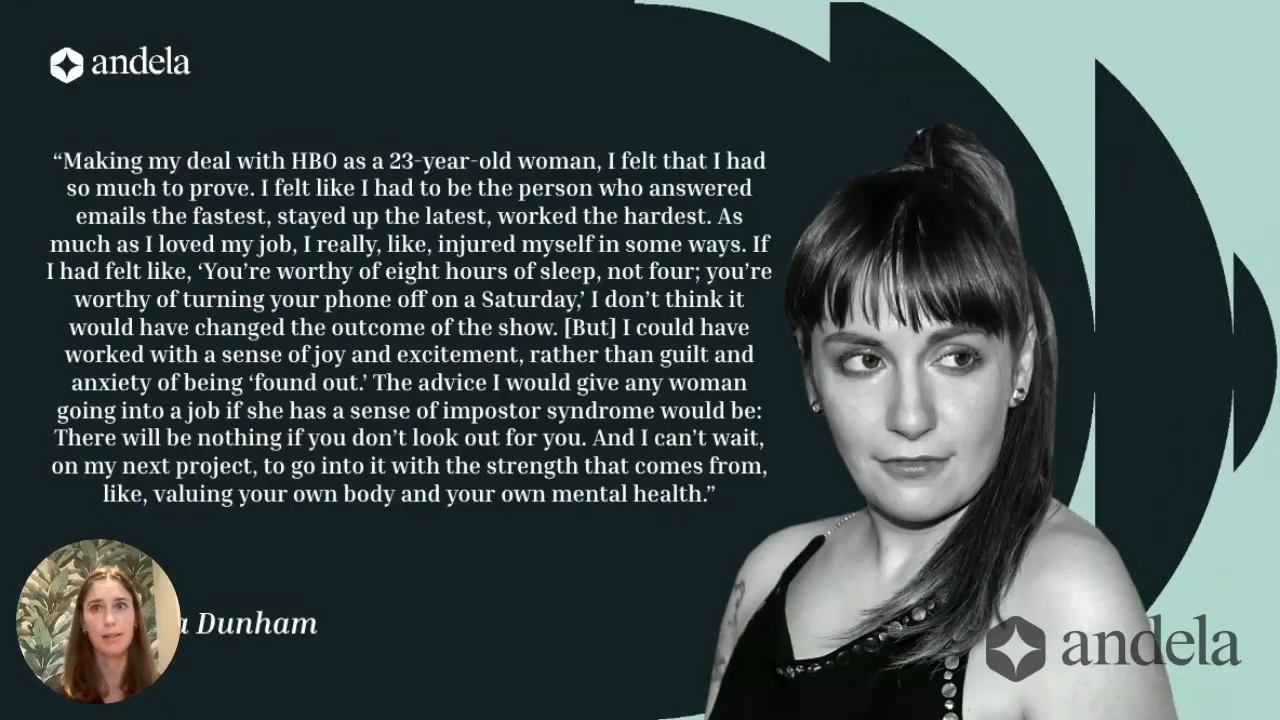 andela
“Making my deal with HBO as a 23-year-old woman, I felt that I had
so much to prove. I felt like I had to be the person who answered
emails the fastest, stayed up the latest, worked the hardest. As
much as I loved my job, I really, like, injured myself in some ways. If
I had felt like, ‘You’re worthy of eight hours of sleep, not four; you’re
worthy of turning your phone off on a Saturday,’ I don’t think it
would have changed the outcome of the show. [But] I could have
worked with a sense of joy and excitement, rather than guilt and
anxiety of being ‘found out.’ The advice I would give any woman
going into a job if she has a sense of impostor syndrome would be:
There will be nothing if you don’t look out for you. And I can’t wait,
on my next project, to go into it with the strength that comes from,
like, valuing your own body and your own mental health.”
a Dunham
andela